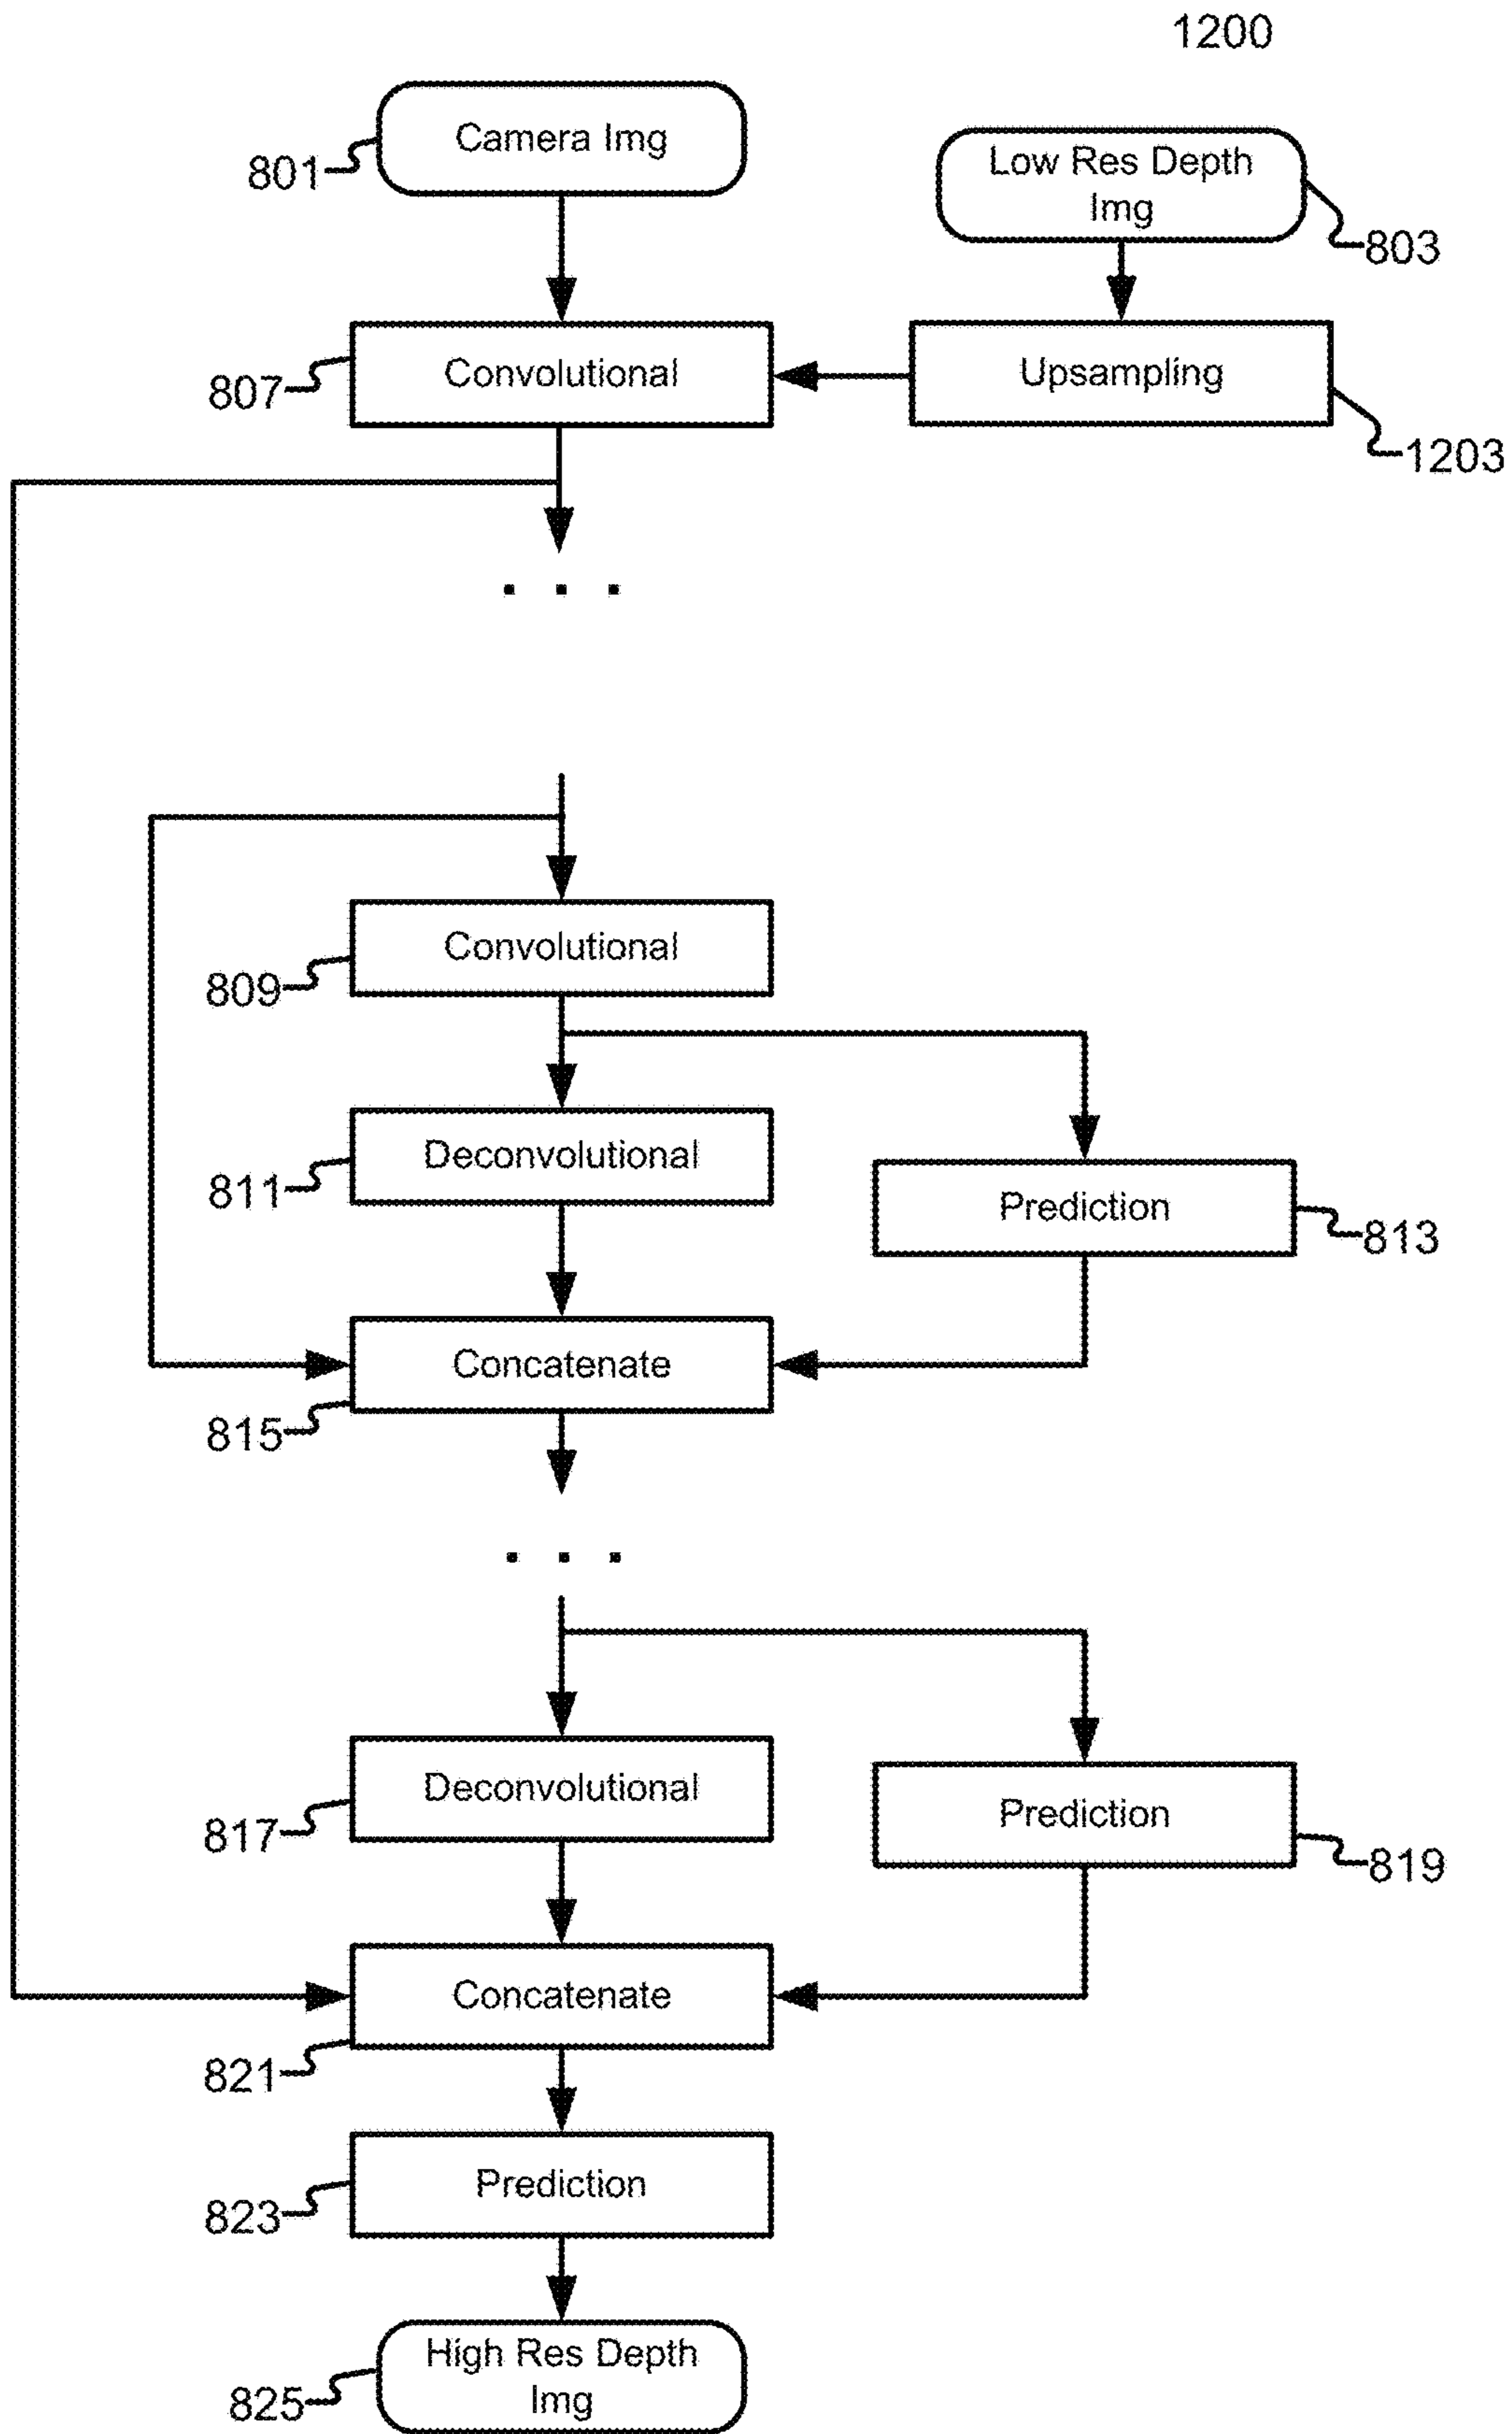 1200
Camera Img
801
Low Res Depth
Img
803
Convolutional
807
Upsampling
1203
. . .
Convolutional
809
Deconvolutional
811
Prediction
813
Concatenate
815
. . .
Deconvolutional
817
Prediction
819
Concatenate
821
Prediction
823
High Res Depth
Img
825